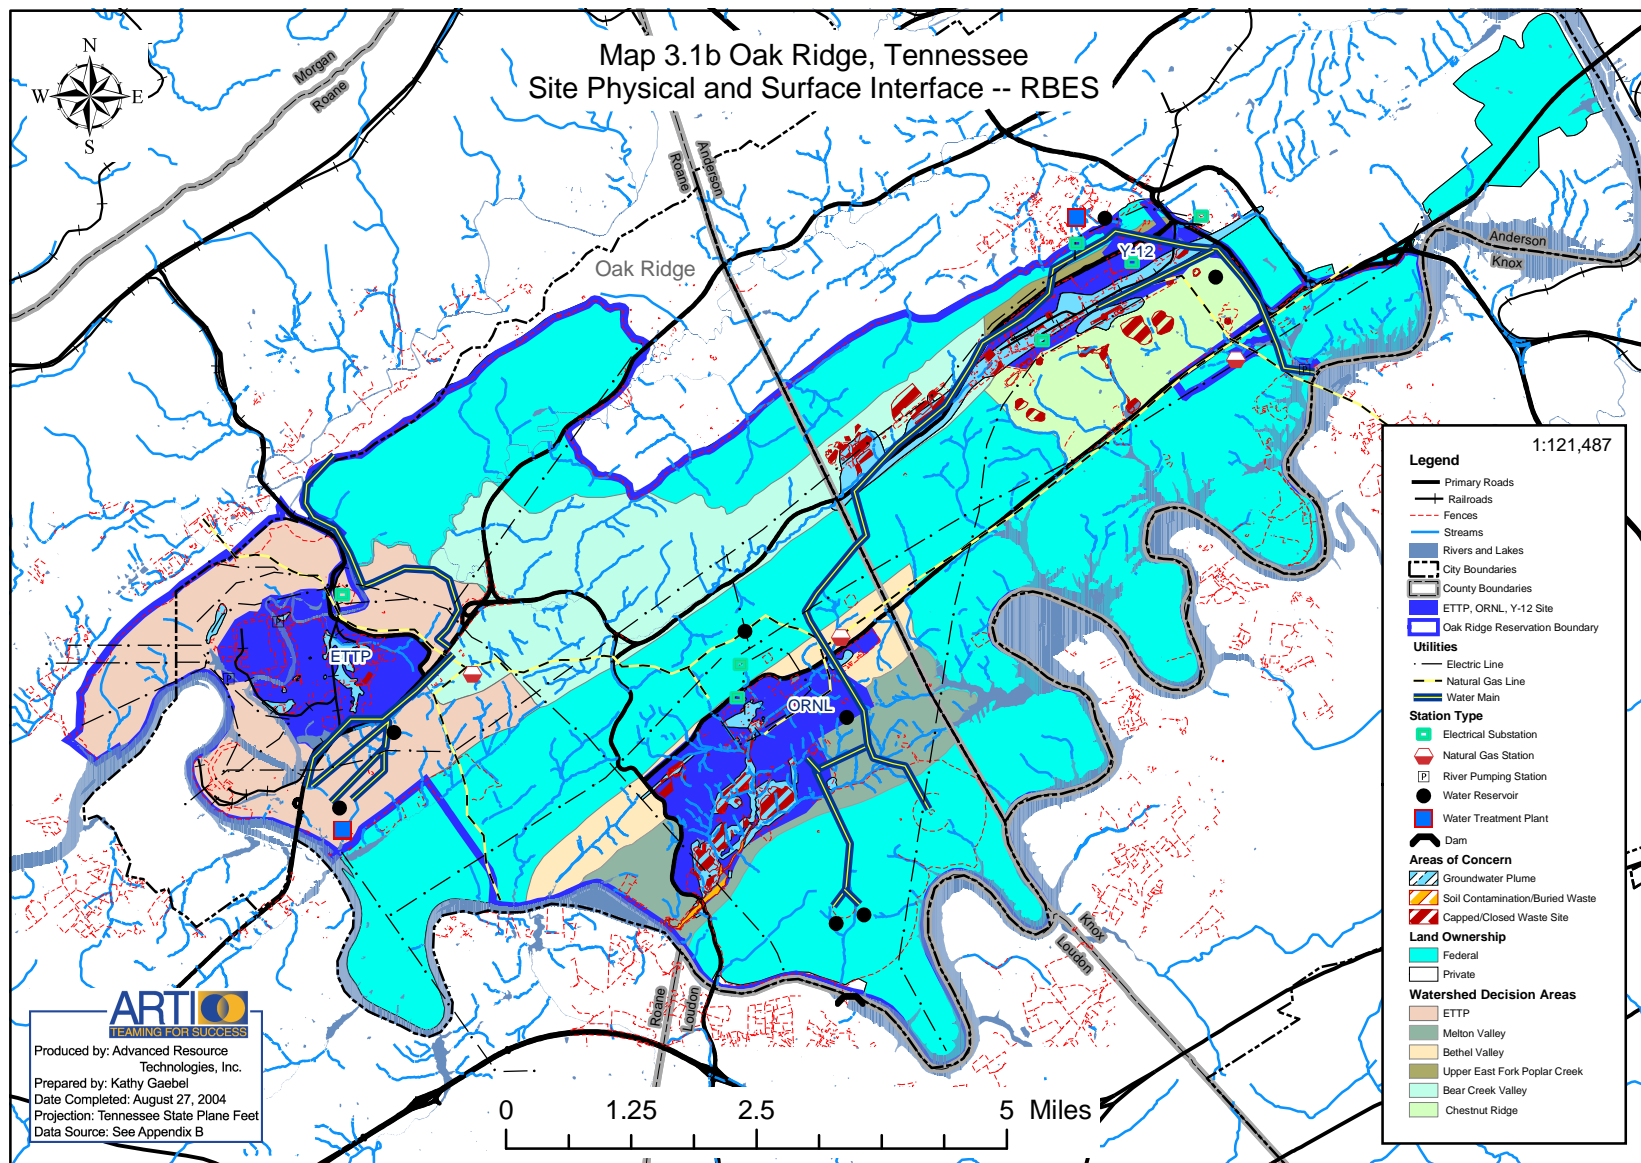 Map 3.1b Oak Ridge, Tennessee
Site Physical and Surface Interface -- RBES
N
W
E
S
Morgan
Roane
Anderson
Roane
Oak Ridge
Y-12
Anderson
Knox
ETTP
ORNL
P
P
P
Knox
Loudon
Roane
Loudon
1:121,487
Legend
Primary Roads
Railroads
Fences
Streams
Rivers and Lakes
City Boundaries
County Boundaries
ETTP, ORNL, Y-12 Site
Oak Ridge Reservation Boundary
Utilities
Electric Line
Natural Gas Line
Water Main
Station Type
Electrical Substation
Natural Gas Station
P River Pumping Station
Water Reservoir
Water Treatment Plant
Dam
Areas of Concern
Groundwater Plume
Soil Contamination/Buried Waste
Capped/Closed Waste Site
Land Ownership
Federal
Private
Watershed Decision Areas
ETTP
Melton Valley
Bethel Valley
Upper East Fork Poplar Creek
Bear Creek Valley
Chestnut Ridge
ARTI
TEAMING FOR SUCCESS
Produced by: Advanced Resource
Technologies, Inc.
Prepared by: Kathy Gaebel
Date Completed: August 27, 2004
Projection: Tennessee State Plane Feet
Data Source: See Appendix B
0 1.25 2.5 5 Miles